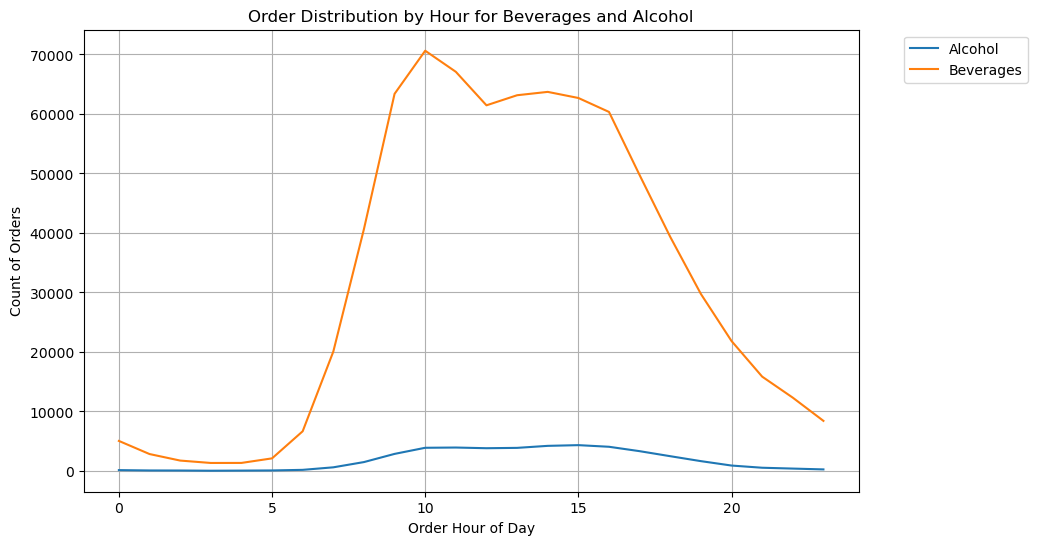 Order Distribution by Hour for Beverages and Alcohol
Alcohol
Beverages
70000
60000
50000
40000
30000
20000
10000
0
Count of Orders
0 5 10 15 20
Order Hour of Day